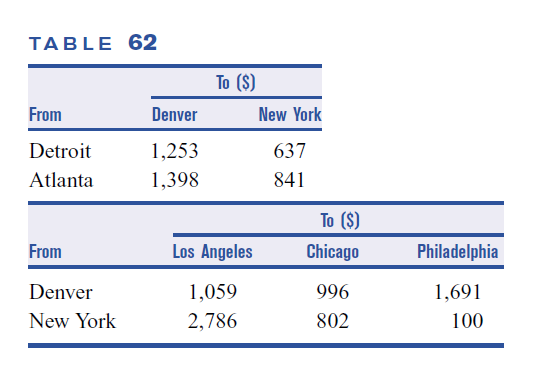 TABLE 62
To ($)
From Denver New York
Detroit 1,253 637
Atlanta 1,398 841
To ($)
From Los Angeles Chicago Philadelphia
Denver 1,059 996 1,691
New York 2,786 802 100